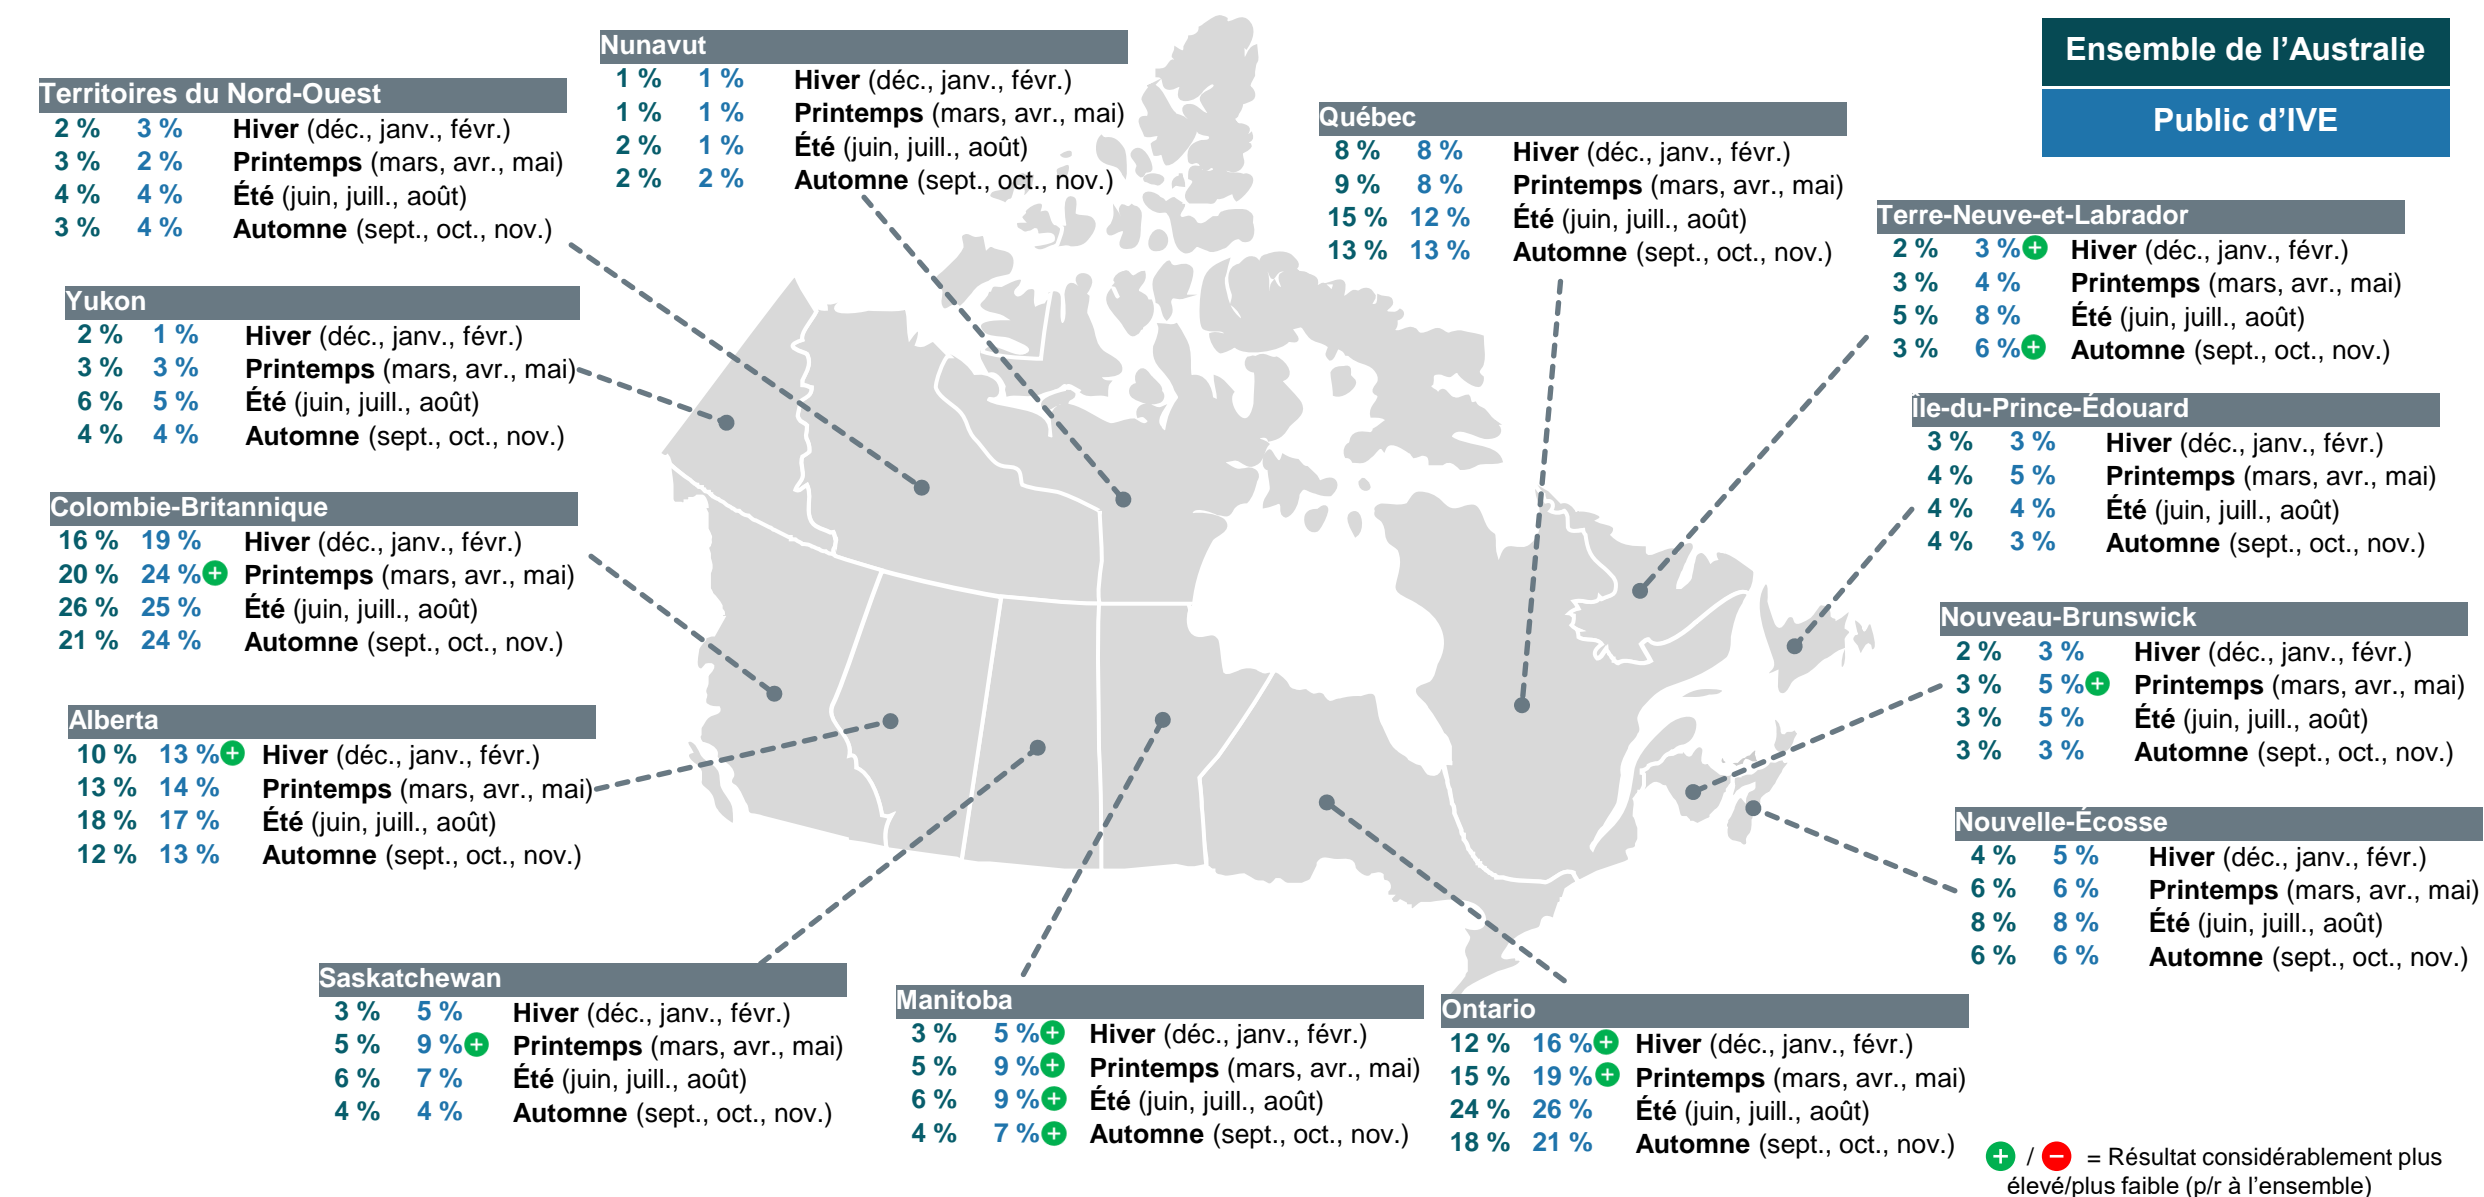 Ensemble de l’Australie
Public d’IVE
Nunavut
1 % 1 % Hiver (déc., janv., févr.)
1 % 1 % Printemps (mars, avr., mai)
2 % 1 % Été (juin, juill., août)
2 % 2 % Automne (sept., oct., nov.)
Territoires du Nord-Ouest
2 % 3 % Hiver (déc., janv., févr.)
3 % 2 % Printemps (mars, avr., mai)
4 % 4 % Été (juin, juill., août)
3 % 4 % Automne (sept., oct., nov.)
Québec
8 % 8 % Hiver (déc., janv., févr.)
9 % 8 % Printemps (mars, avr., mai)
15 % 12 % Été (juin, juill., août)
13 % 13 % Automne (sept., oct., nov.)
Terre-Neuve-et-Labrador
2 % 3 % + Hiver (déc., janv., févr.)
3 % 4 % Printemps (mars, avr., mai)
5 % 8 % Été (juin, juill., août)
3 % 6 % + Automne (sept., oct., nov.)
Yukon
2 % 1 % Hiver (déc., janv., févr.)
3 % 3 % Printemps (mars, avr., mai)
6 % 5 % Été (juin, juill., août)
4 % 4 % Automne (sept., oct., nov.)
Île-du-Prince-Édouard
3 % 3 % Hiver (déc., janv., févr.)
4 % 5 % Printemps (mars, avr., mai)
4 % 4 % Été (juin, juill., août)
4 % 3 % Automne (sept., oct., nov.)
Colombie-Britannique
16 % 19 % Hiver (déc., janv., févr.)
20 % 24 % + Printemps (mars, avr., mai)
26 % 25 % Été (juin, juill., août)
21 % 24 % Automne (sept., oct., nov.)
Nouveau-Brunswick
2 % 3 % Hiver (déc., janv., févr.)
3 % 5 % + Printemps (mars, avr., mai)
3 % 5 % Été (juin, juill., août)
3 % 3 % Automne (sept., oct., nov.)
Alberta
10 % 13 % + Hiver (déc., janv., févr.)
13 % 14 % Printemps (mars, avr., mai)
18 % 17 % Été (juin, juill., août)
12 % 13 % Automne (sept., oct., nov.)
Nouvelle-Écosse
4 % 5 % Hiver (déc., janv., févr.)
6 % 6 % Printemps (mars, avr., mai)
8 % 8 % Été (juin, juill., août)
6 % 6 % Automne (sept., oct., nov.)
Saskatchewan
3 % 5 % Hiver (déc., janv., févr.)
5 % 9 % + Printemps (mars, avr., mai)
6 % 7 % Été (juin, juill., août)
4 % 4 % Automne (sept., oct., nov.)
Manitoba
3 % 5 % + Hiver (déc., janv., févr.)
5 % 9 % + Printemps (mars, avr., mai)
6 % 9 % + Été (juin, juill., août)
4 % 7 % + Automne (sept., oct., nov.)
Ontario
12 % 16 % + Hiver (déc., janv., févr.)
15 % 19 % + Printemps (mars, avr., mai)
24 % 26 % Été (juin, juill., août)
18 % 21 % Automne (sept., oct., nov.)
+ / − = Résultat considérablement plus
élevé/plus faible (p/r à l’ensemble)